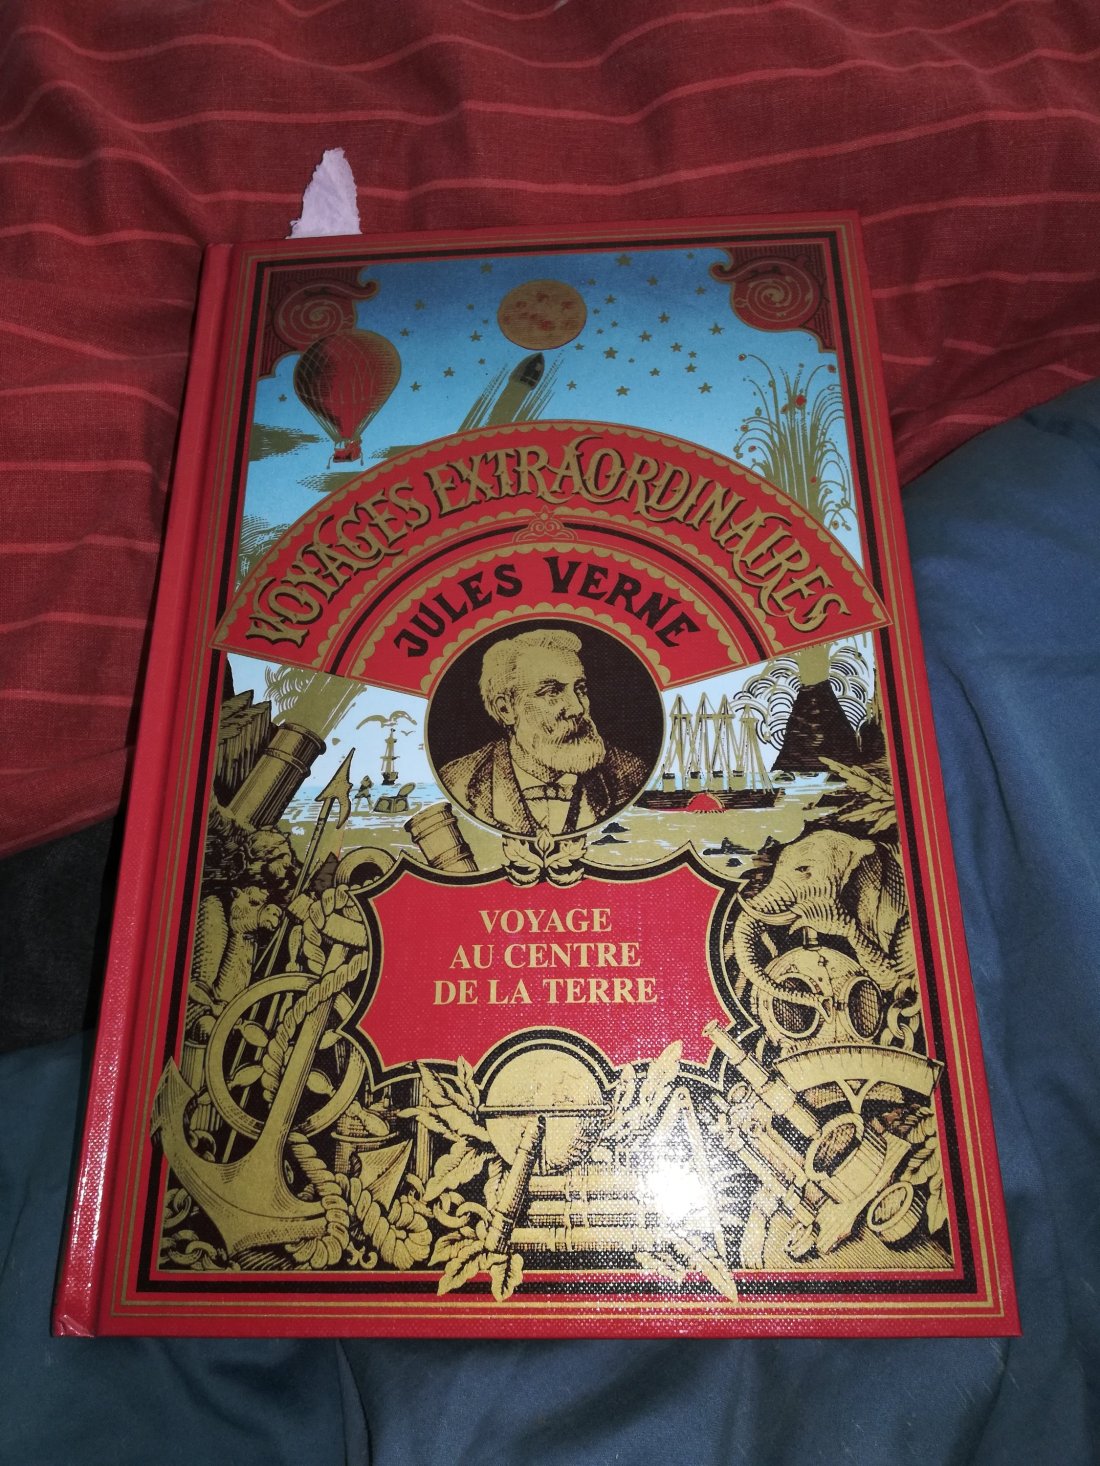 VOYAGES EXTRAORDINAIRES
JULES VERNE
VOYAGE
AU CENTRE
DE LA TERRE